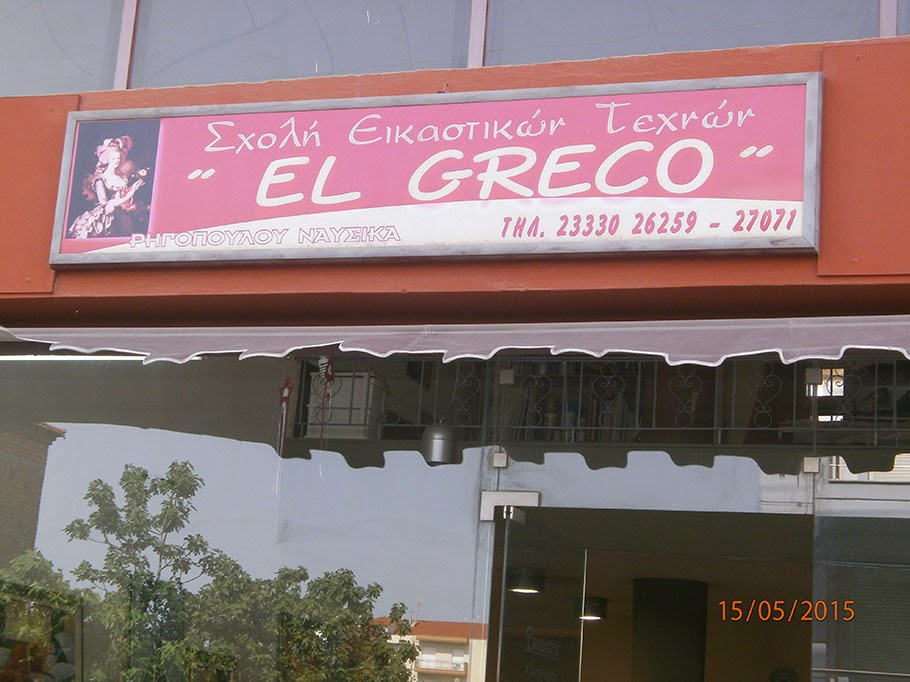 Σχολή Εικαστικών Τεχνών
" EL GRECO "
ΡΗΓΟΠΟΥΛΟΥ ΝΑΥΣΙΚΑ
ΤΗΛ. 23330 26259 - 27071
15/05/2015